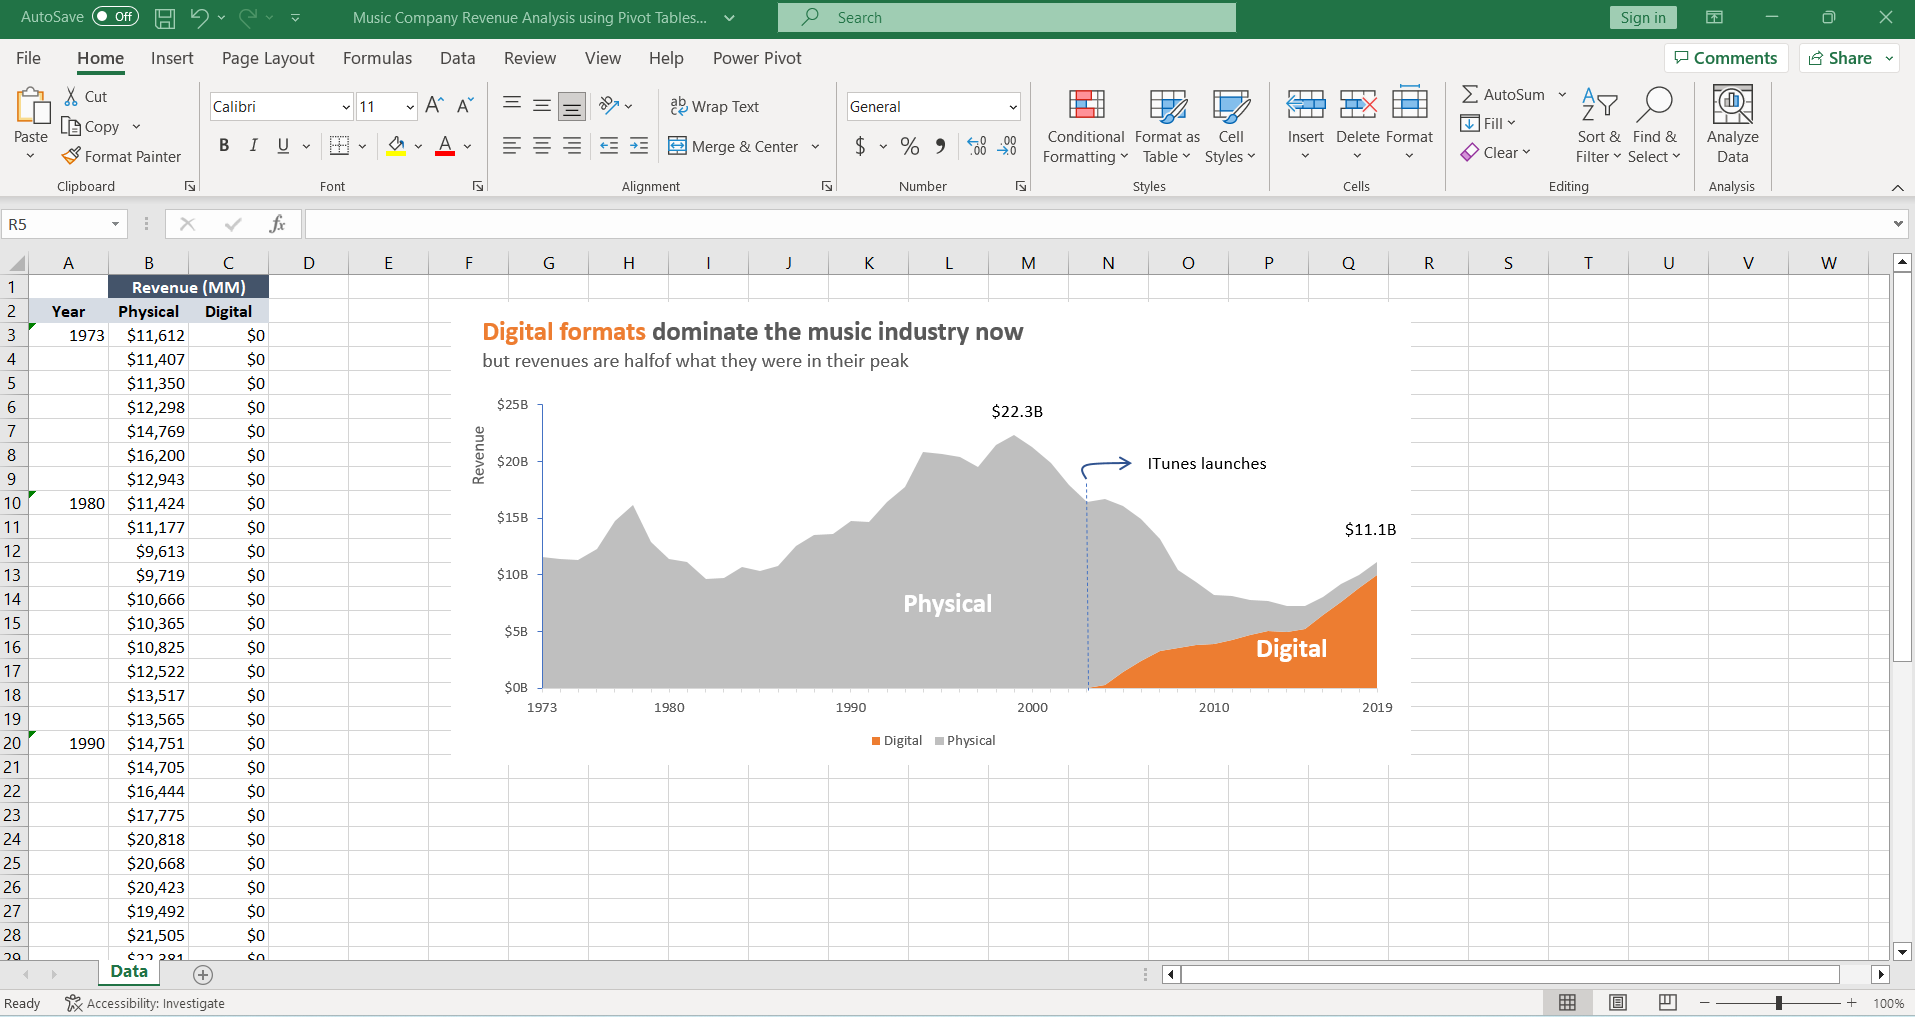 AutoSave Off Music Company Revenue Analysis using Pivot Tables... Search Sign in
File Home Insert Page Layout Formulas Data Review View Help Power Pivot Comments Share
Paste
Cut
Copy
Format Painter
Clipboard
Calibri 11
B I U A
Font
Wrap Text
Merge & Center
Alignment
General
$ % 9
Number
Conditional Formatting
Format as Table
Cell Styles
Styles
Insert Delete Format
Cells
AutoSum
Fill
Clear
Sort & Filter
Find & Select
Editing
Analyze Data
Analysis
R5 fx
A B C D E F G H I J K L M N O P Q R S T U V W
1 Revenue (MM)
2 Year Physical Digital
3 1973 $11,612 $0
4 $11,407 $0
5 $11,350 $0
6 $12,298 $0
7 $14,769 $0
8 $16,200 $0
9 $12,943 $0
10 1980 $11,424 $0
11 $11,177 $0
12 $9,613 $0
13 $9,719 $0
14 $10,666 $0
15 $10,365 $0
16 $10,825 $0
17 $12,522 $0
18 $13,517 $0
19 $13,565 $0
20 1990 $14,751 $0
21 $14,705 $0
22 $16,444 $0
23 $17,775 $0
24 $20,818 $0
25 $20,668 $0
26 $20,423 $0
27 $19,492 $0
28 $21,505 $0
29 $22,381 $0
Digital formats dominate the music industry now
but revenues are halfof what they were in their peak
Revenue
$25B
$20B
$15B
$10B
$5B
$0B
$22.3B
ITunes launches
$11.1B
Physical
Digital
1973 1980 1990 2000 2010 2019
Digital Physical
Data
Ready Accessibility: Investigate 100%